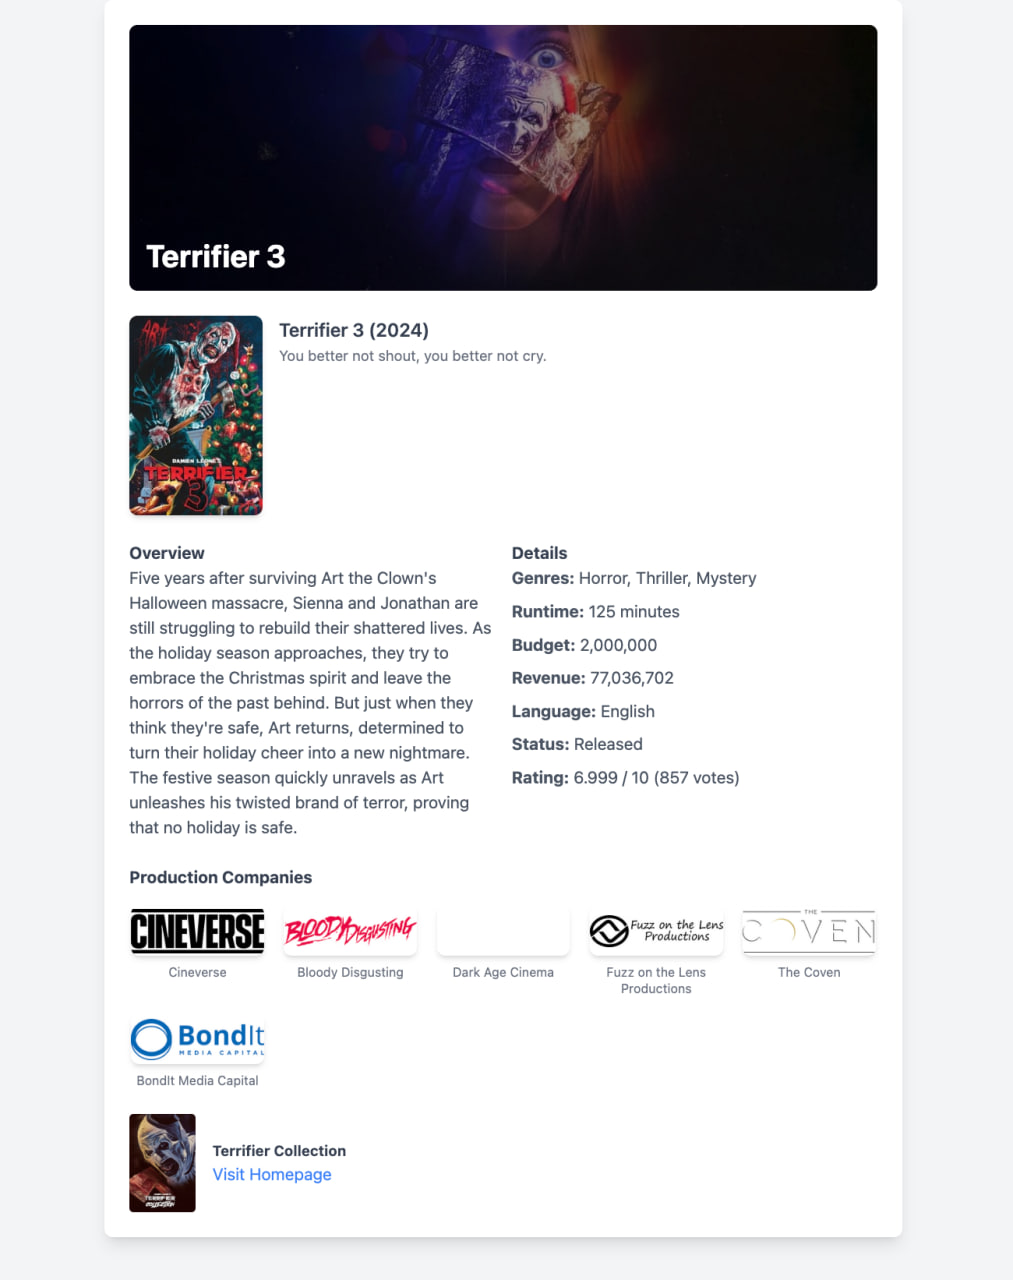 Terrifier 3
ART
DAMIEN LEONE'S
TERRIFIER
3
Terrifier 3 (2024)
You better not shout, you better not cry.
Overview
Five years after surviving Art the Clown's
Halloween massacre, Sienna and Jonathan are
still struggling to rebuild their shattered lives. As
the holiday season approaches, they try to
embrace the Christmas spirit and leave the
horrors of the past behind. But just when they
think they're safe, Art returns, determined to
turn their holiday cheer into a new nightmare.
The festive season quickly unravels as Art
unleashes his twisted brand of terror, proving
that no holiday is safe.
Details
Genres: Horror, Thriller, Mystery
Runtime: 125 minutes
Budget: 2,000,000
Revenue: 77,036,702
Language: English
Status: Released
Rating: 6.999 / 10 (857 votes)
Production Companies
CINEVERSE
Cineverse
BLOODY DISGUSTING
Bloody Disgusting
Dark Age Cinema
Fuzz on the Lens
Productions
Fuzz on the Lens
Productions
THE
COVEN
The Coven
BondIt
MEDIA CAPITAL
BondIt Media Capital
TERRIFIER
COLLECTION
Terrifier Collection
Visit Homepage